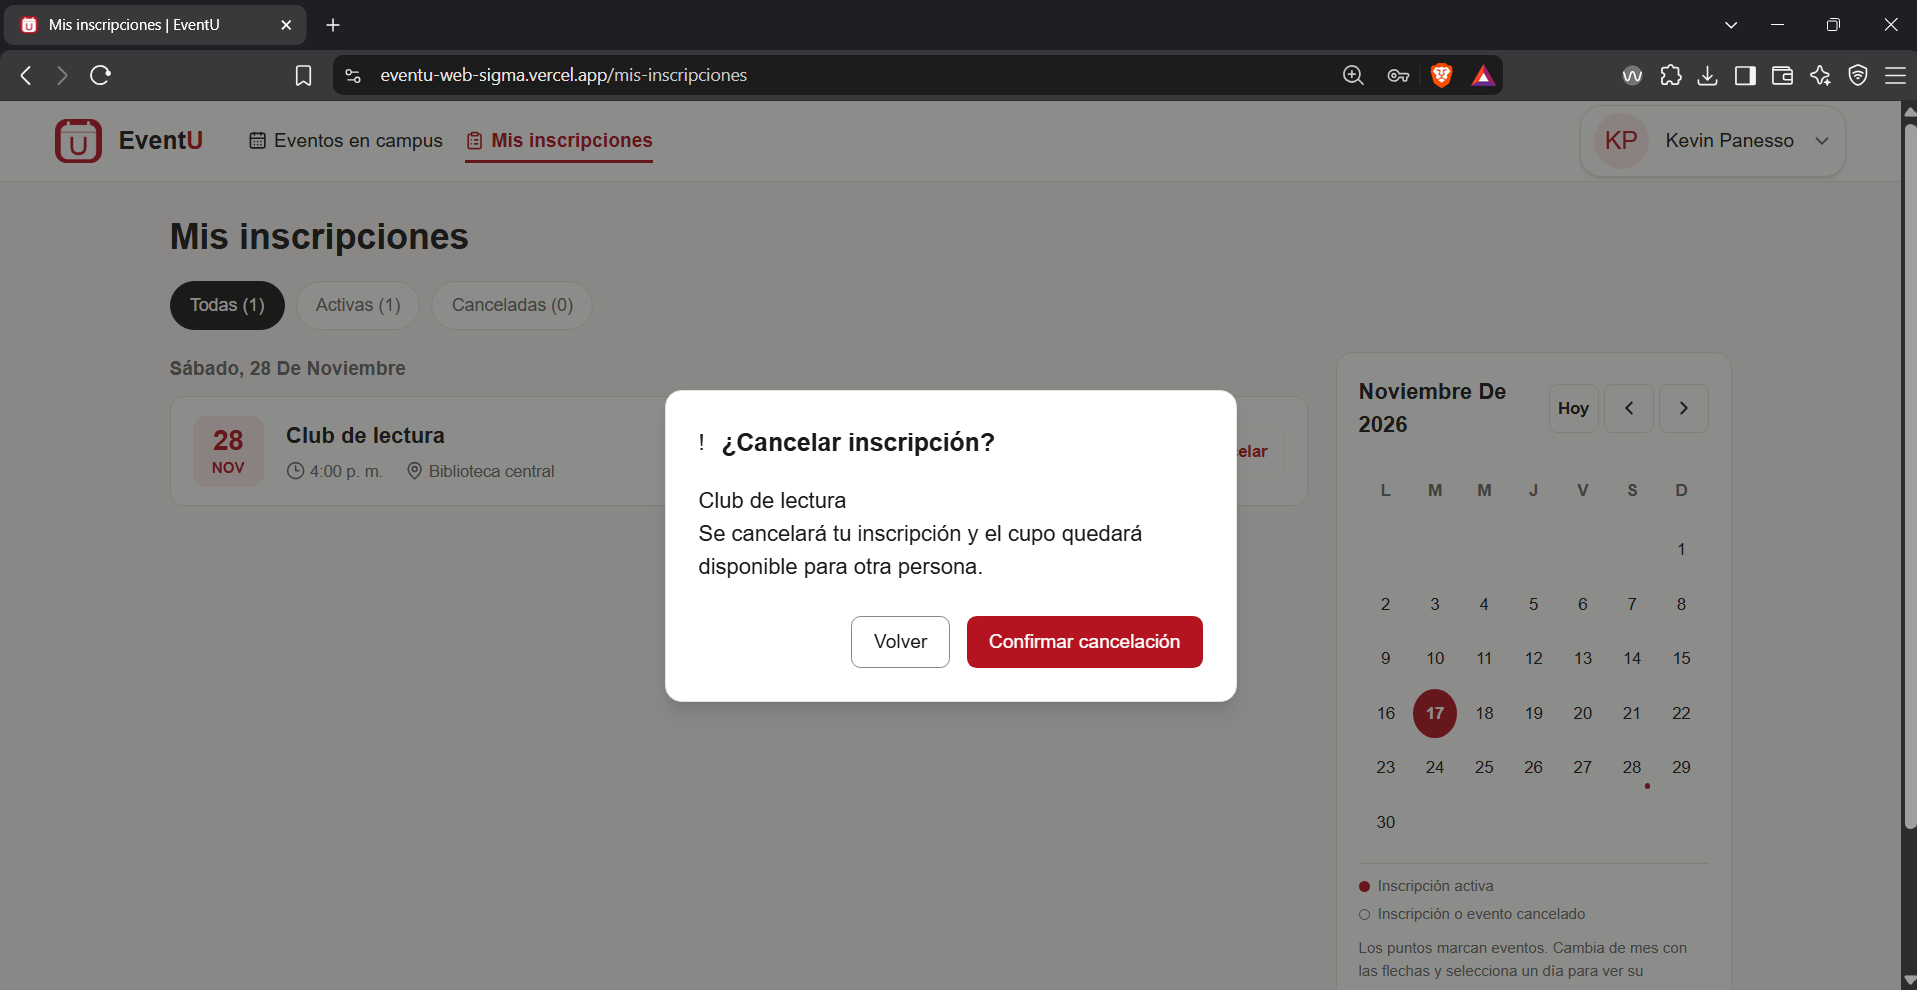 Mis inscripciones | EventU
eventu-web-sigma.vercel.app/mis-inscripciones
U
EventU
Eventos en campus
Mis inscripciones
KP
Kevin Panesso
Mis inscripciones
Todas (1)
Activas (1)
Canceladas (0)
Sábado, 28 De Noviembre
28
NOV
Club de lectura
4:00 p. m.
Biblioteca central
elar
! ¿Cancelar inscripción?
Club de lectura
Se cancelará tu inscripción y el cupo quedará
disponible para otra persona.
Volver
Confirmar cancelación
Noviembre De
2026
Hoy
L M M J V S D
1
2 3 4 5 6 7 8
9 10 11 12 13 14 15
16 17 18 19 20 21 22
23 24 25 26 27 28 29
30
Inscripción activa
Inscripción o evento cancelado
Los puntos marcan eventos. Cambia de mes con
las flechas y selecciona un día para ver su